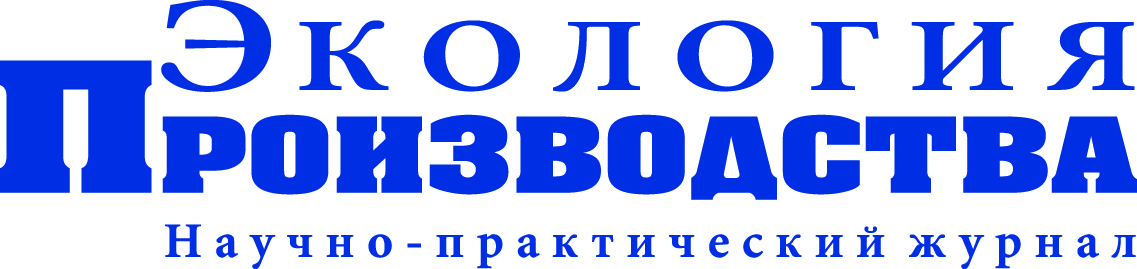 Экология
Производства
Научно-практический журнал